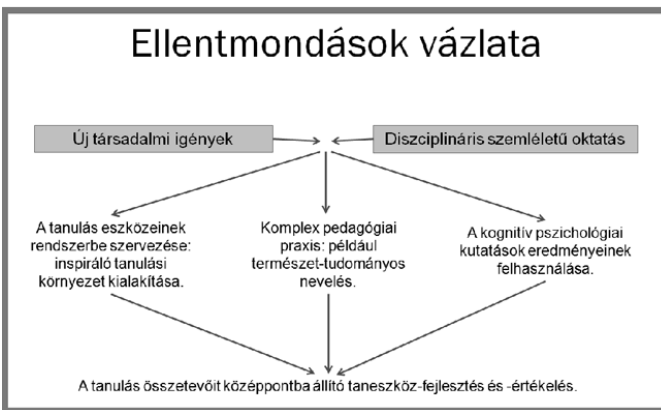 Ellentmondások vázlata
Új társadalmi igények
Diszciplináris szemléletű oktatás
A tanulás eszközeinek
rendszerbe szervezése:
inspiráló tanulási
környezet kialakítása.
Komplex pedagógiai
praxis: például
természet-tudományos
nevelés.
A kognitív pszichológiai
kutatások eredményeinek
felhasználása.
A tanulás összetevőit középpontba állító taneszköz-fejlesztés és -értékelés.